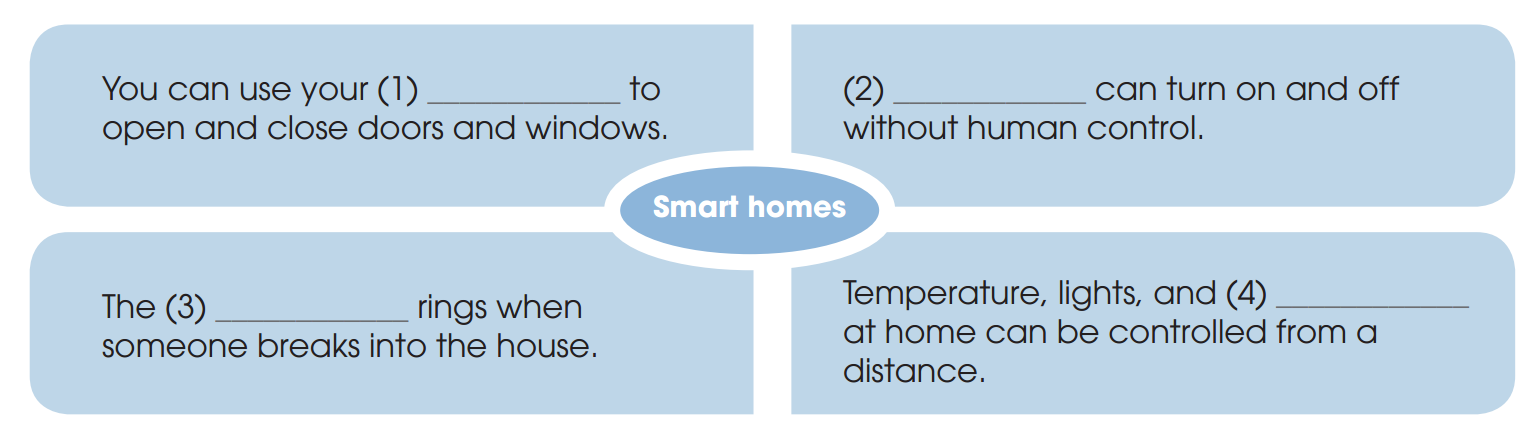 You can use your (1) ____________ to
open and close doors and windows.
(2) ____________ can turn on and off
without human control.
Smart homes
The (3) ____________ rings when
someone breaks into the house.
Temperature, lights, and (4) ____________
at home can be controlled from a
distance.